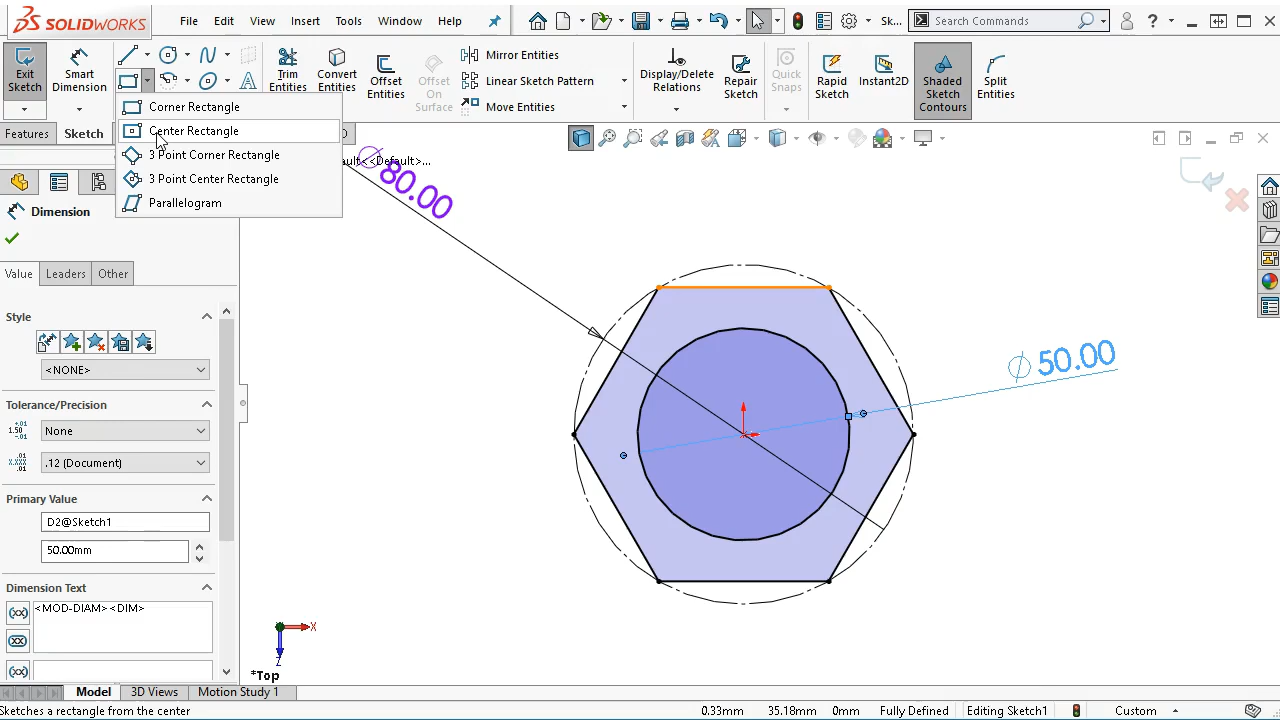 SOLIDWORKS
File Edit View Insert Tools Window Help
Sk...
Search Commands
Exit Sketch
Smart Dimension
Trim Entities
Convert Entities
Offset Entities
Offset On Surface
Mirror Entities
Linear Sketch Pattern
Move Entities
Display/Delete Relations
Repair Sketch
Quick Snaps
Rapid Sketch
Instant2D
Shaded Sketch Contours
Split Entities
Corner Rectangle
Center Rectangle
3 Point Corner Rectangle
3 Point Center Rectangle
Parallelogram
Features
Sketch
ault<<Default>...
Dimension
Value
Leaders
Other
Style
<NONE>
Tolerance/Precision
None
.12 (Document)
Primary Value
D2@Sketch1
50.00mm
Dimension Text
<MOD-DIAM><DIM>
∅80.00
∅ 50.00
X
Z
*Top
Model
3D Views
Motion Study 1
Sketches a rectangle from the center
0.33mm
35.18mm
0mm
Fully Defined
Editing Sketch1
Custom